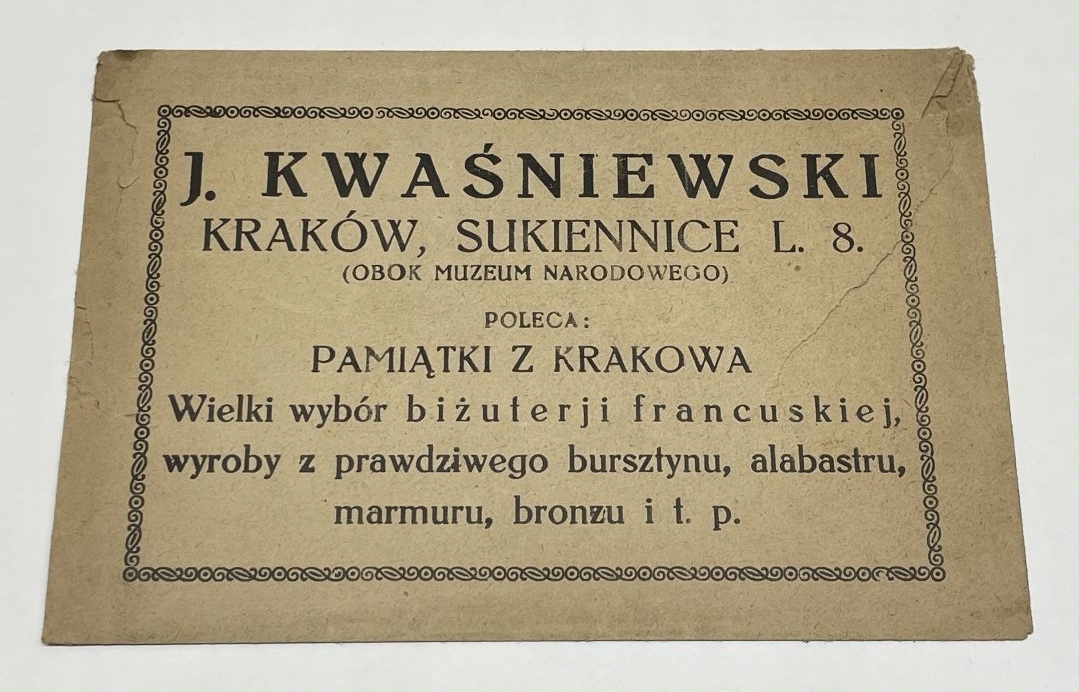 J. KWAŚNIEWSKI
KRAKÓW, SUKIENNICE L. 8.
(OBOK MUZEUM NARODOWEGO)
POLECA:
PAMIĄTKI Z KRAKOWA
Wielki wybór biżuterji francuskiej,
wyroby z prawdziwego bursztynu, alabastru,
marmuru, bronzu i t. p.